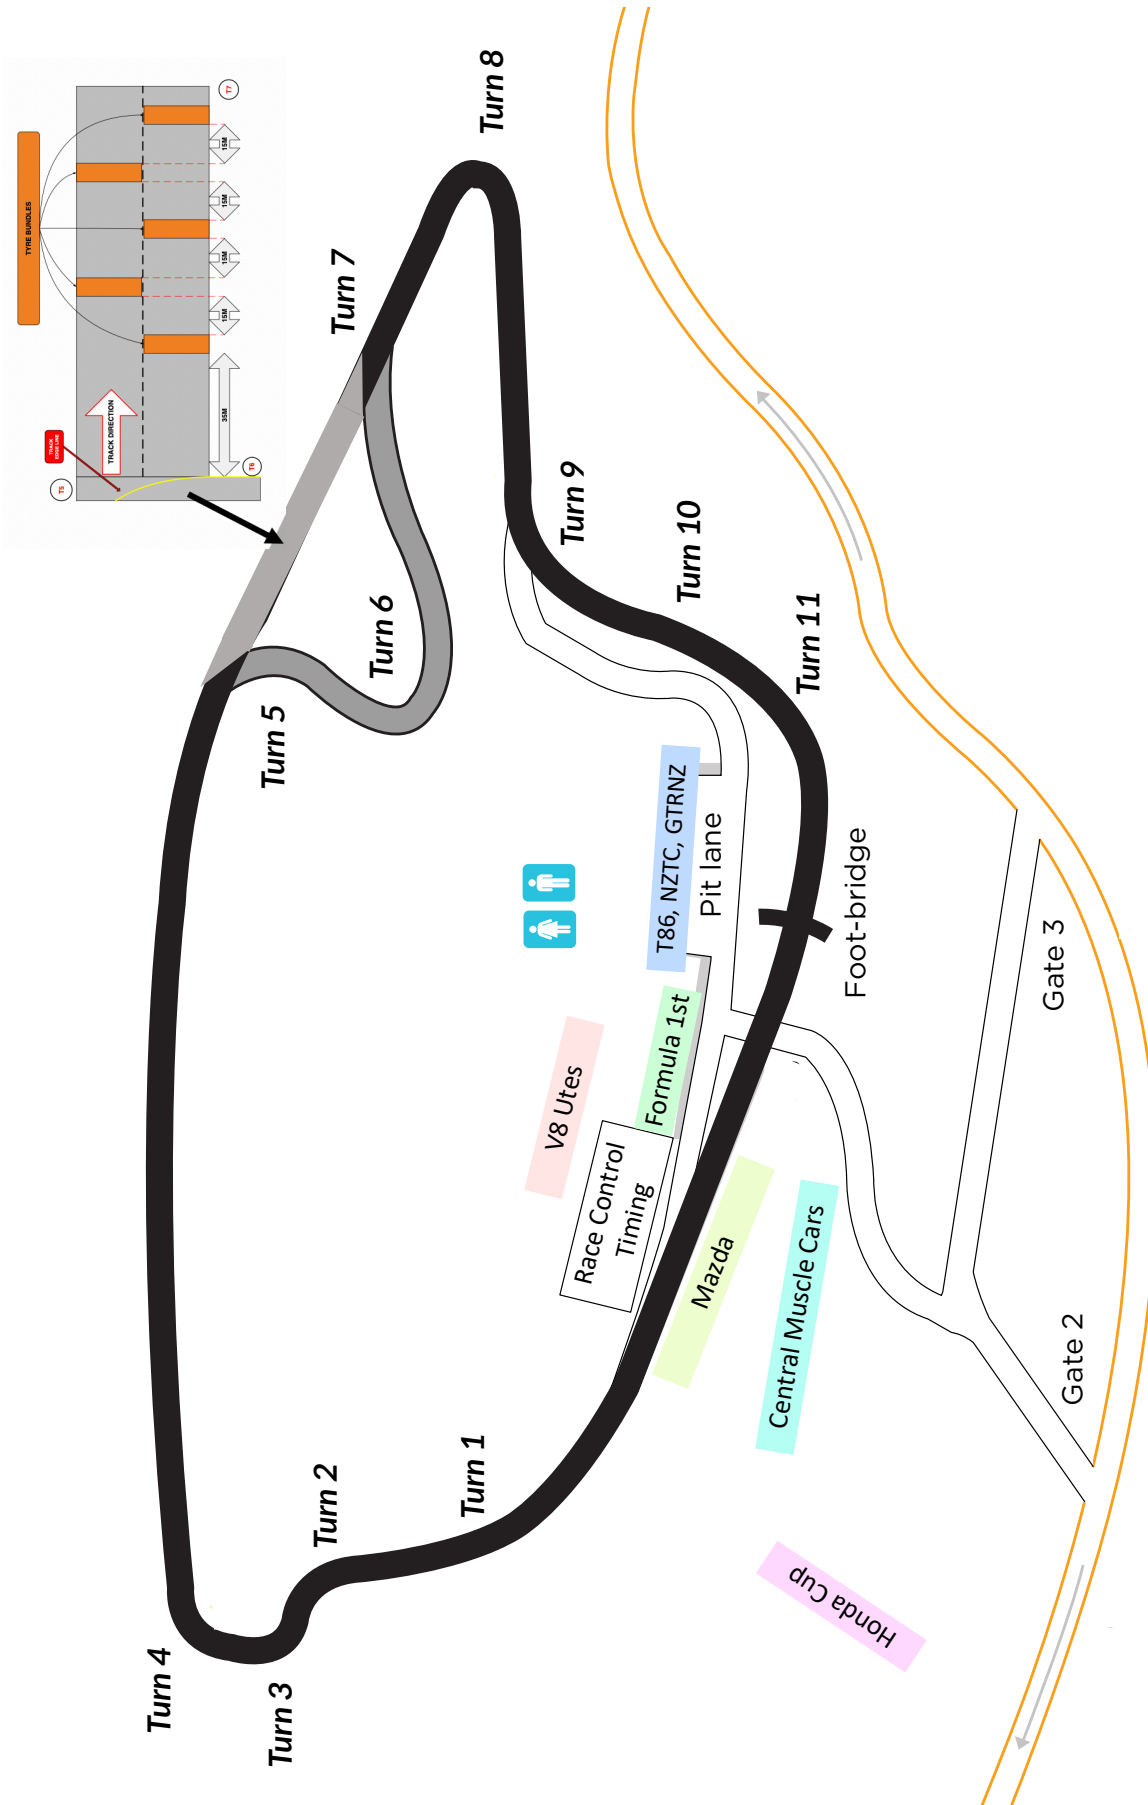 TYRE BUNDLES
TRACK
EDGE LINE
TRACK DIRECTION
T5
T6
T7
35M
15M
15M
15M
15M
Turn 4
Turn 3
Turn 2
Turn 1
Turn 5
Turn 6
Turn 7
Turn 8
Turn 9
Turn 10
Turn 11
V8 Utes
Race Control
Timing
Formula 1st
T86, NZTC, GTRNZ
Pit lane
Mazda
Central Muscle Cars
Honda Cup
Foot-bridge
Gate 2
Gate 3